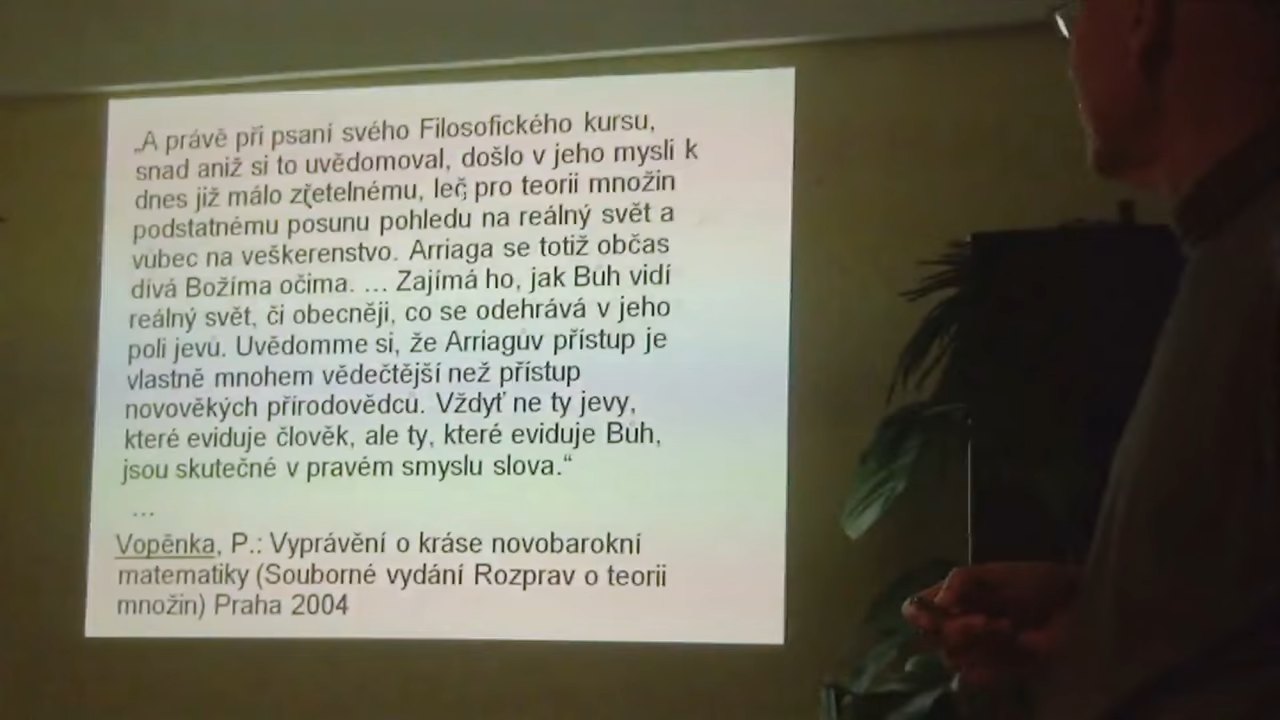 „A právě při psaní svého Filosofického kursu,
snad aniž si to uvědomoval, došlo v jeho mysli k
dnes již málo zřetelnému, leč pro teorii množin
podstatnému posunu pohledu na reálný svět a
vůbec na veškerenstvo. Arriaga se totiž občas
dívá Božíma očima. … Zajímá ho, jak Bůh vidí
reálný svět, či obecněji, co se odehrává v jeho
poli jevů. Uvědomme si, že Arriagův přístup je
vlastně mnohem vědečtější než přístup
novověkých přírodovědců. Vždyť ne ty jevy,
které eviduje člověk, ale ty, které eviduje Bůh,
jsou skutečné v pravém smyslu slova.“
…
Vopěnka, P.: Vyprávění o kráse novobarokní
matematiky (Souborné vydání Rozprav o teorii
množin) Praha 2004